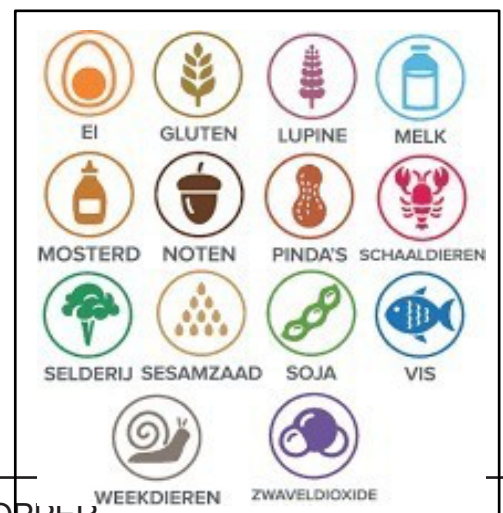 EI GLUTEN LUPINE MELK
MOSTERD NOTEN PINDA'S SCHAALDIEREN
SELDERIJ SESAMZAAD SOJA VIS
WEEKDIEREN ZWAVELDIOXIDE